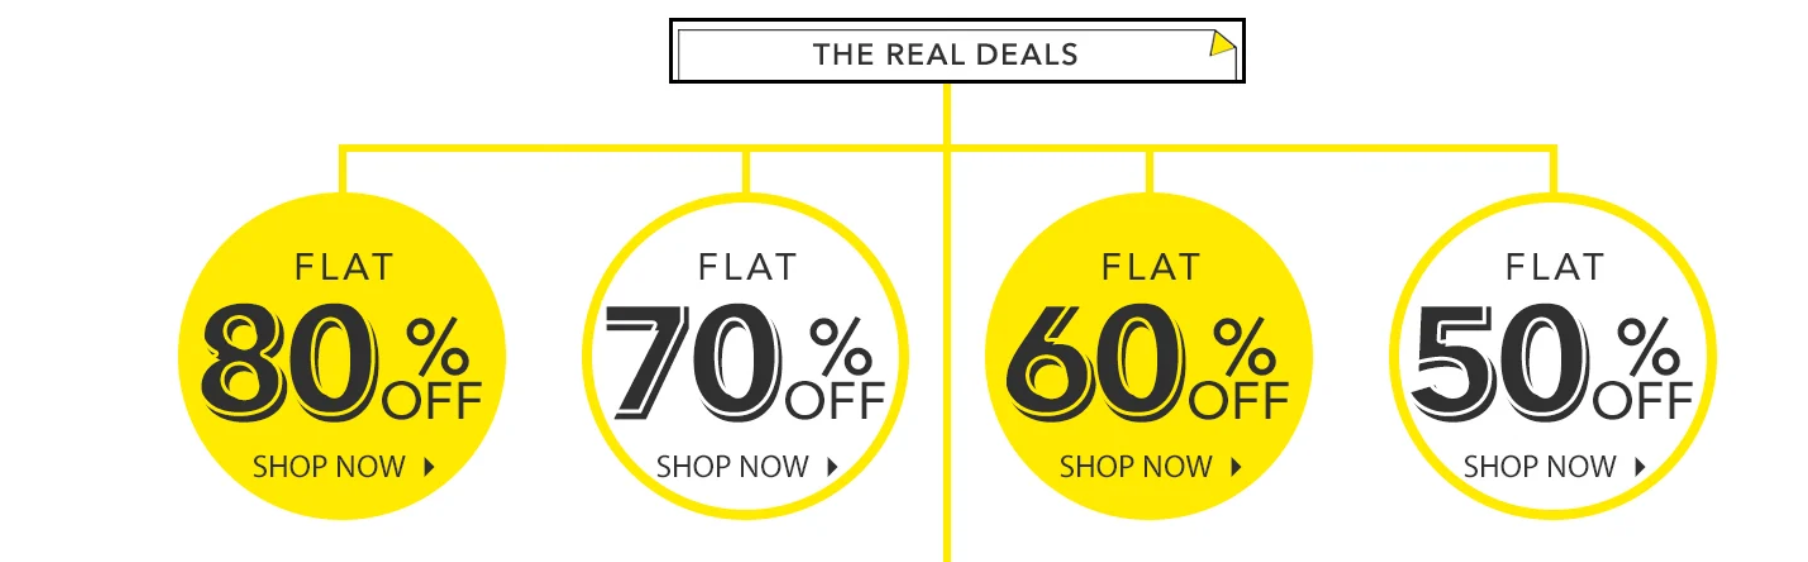 THE REAL DEALS
FLAT
80%
OFF
SHOP NOW
FLAT
70%
OFF
SHOP NOW
FLAT
60%
OFF
SHOP NOW
FLAT
50%
OFF
SHOP NOW